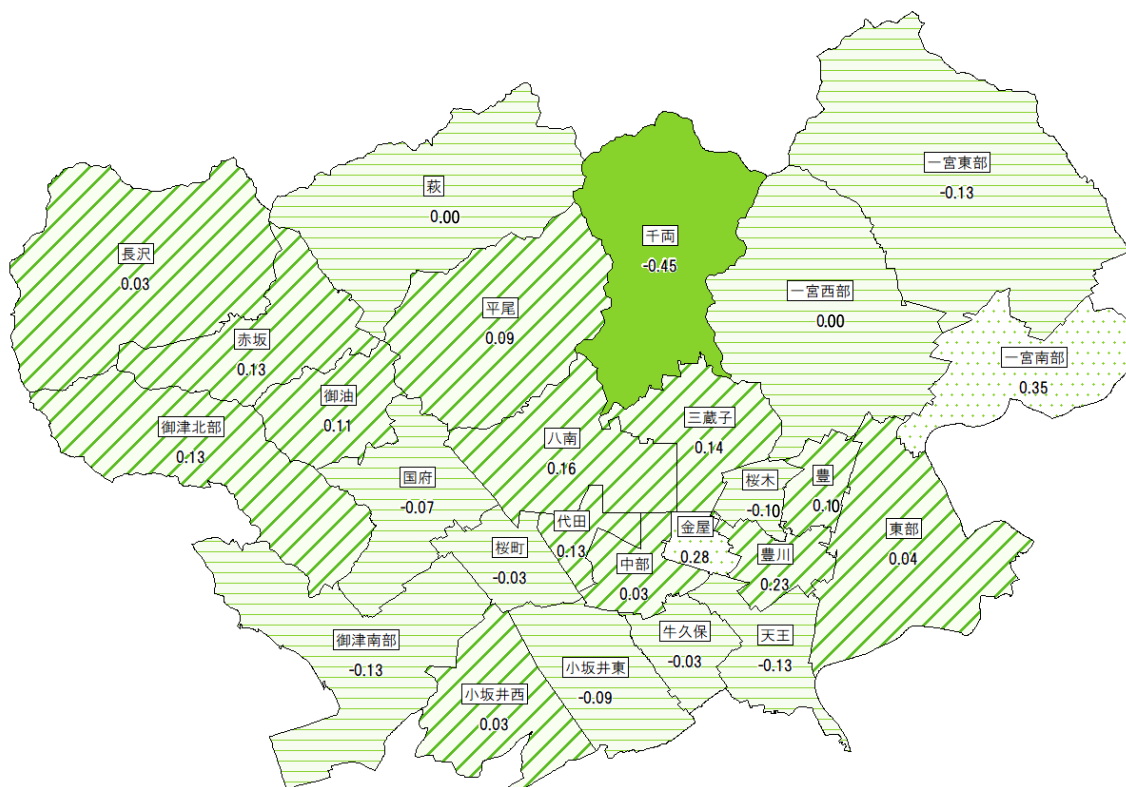 一宮東部
-0.13
萩
0.00
千両
-0.45
長沢
0.03
一宮西部
0.00
平尾
0.09
赤坂
0.13
一宮南部
0.35
御油
0.11
三蔵子
0.14
御津北部
0.13
八南
0.16
国府
-0.07
桜木
-0.10
豊
0.10
代田
0.13
金屋
0.28
東部
0.04
桜町
-0.03
中部
0.03
豊川
0.23
御津南部
-0.13
牛久保
-0.03
天王
-0.13
小坂井東
-0.09
小坂井西
0.03